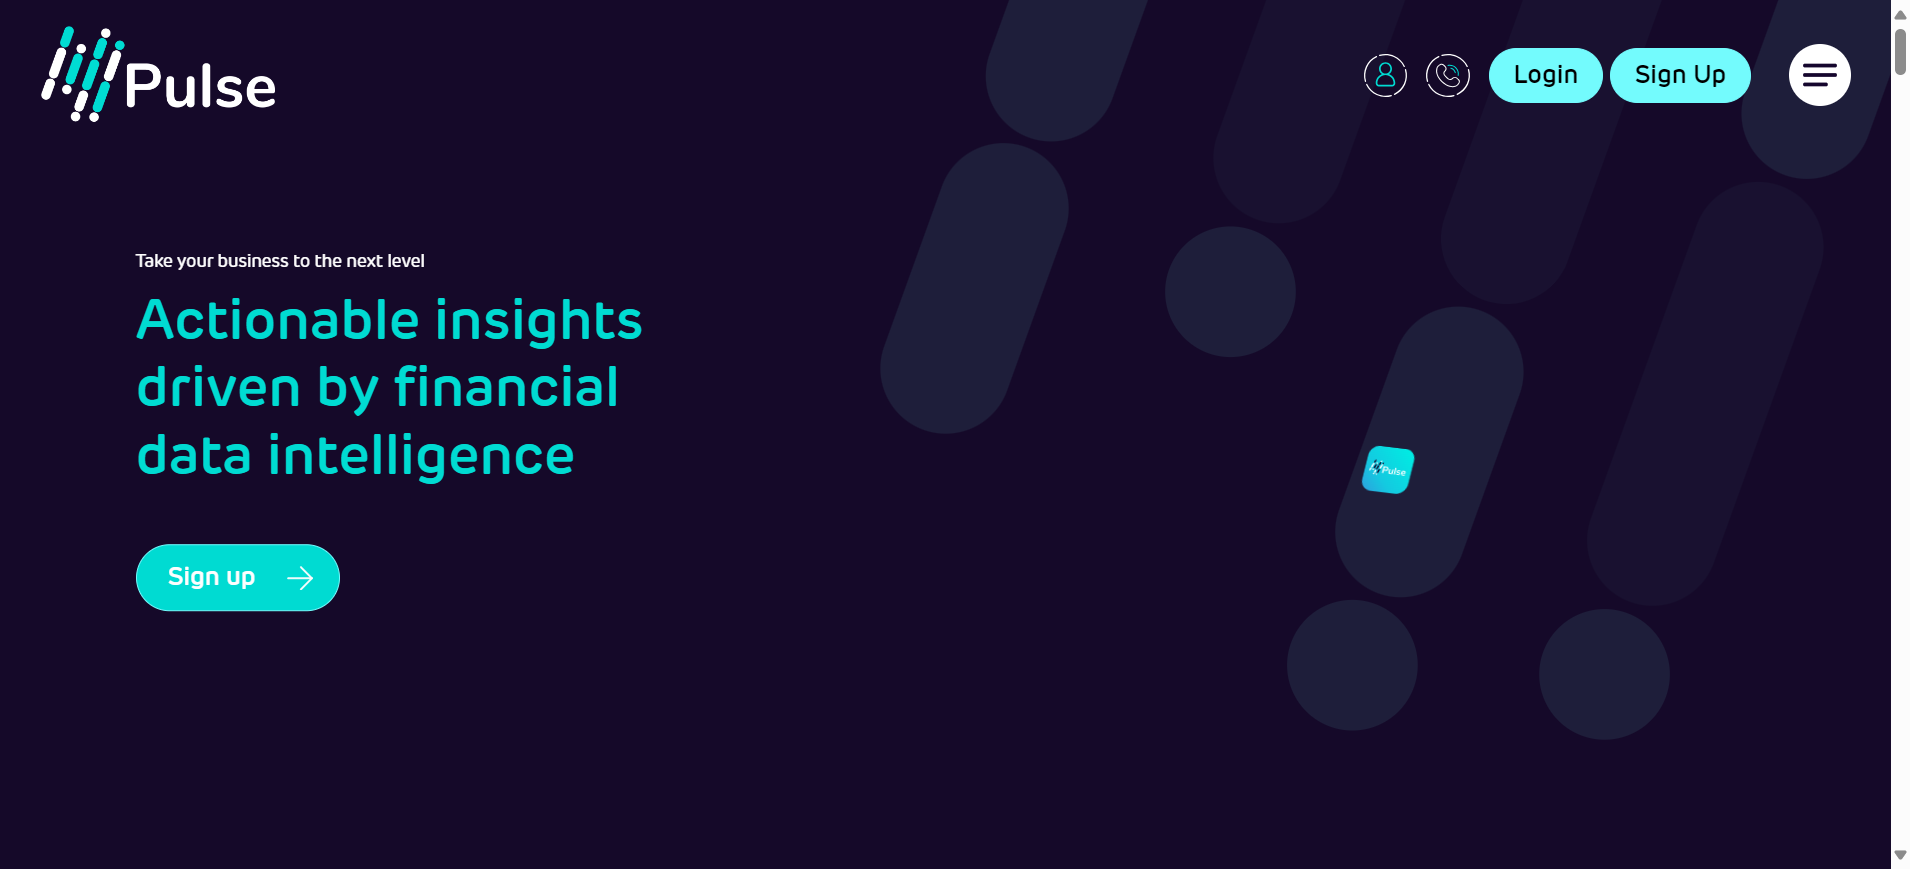 Pulse
Login
Sign Up
Take your business to the next level
Actionable insights
driven by financial
data intelligence
Pulse
Sign up